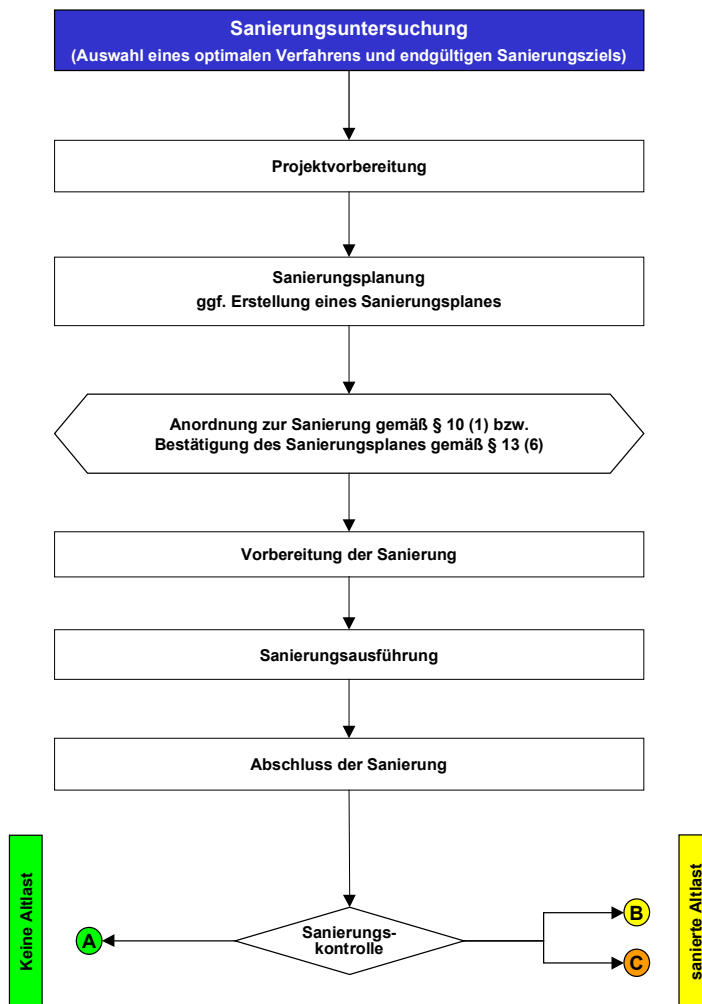 Sanierungsuntersuchung
(Auswahl eines optimalen Verfahrens und endgültigen Sanierungsziels)
Projektvorbereitung
Sanierungsplanung
ggf. Erstellung eines Sanierungsplanes
Anordnung zur Sanierung gemäß § 10 (1) bzw.
Bestätigung des Sanierungsplanes gemäß § 13 (6)
Vorbereitung der Sanierung
Sanierungsausführung
Abschluss der Sanierung
Keine Altlast
A
Sanierungs-
kontrolle
B
C
sanierte Altlast